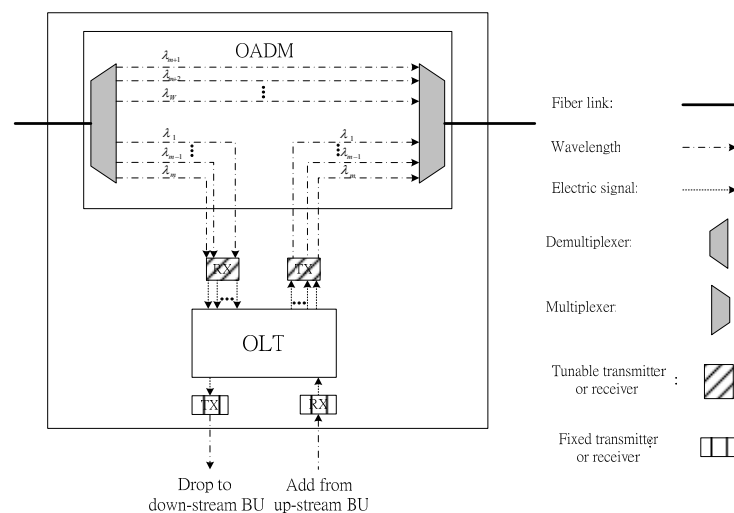 OADM
λm+1
λm+2
λW
λ1
λm−1
λm
λ1
λm−1
λm
RX
TX
OLT
TX
RX
Drop to
down-stream BU
Add from
up-stream BU
Fiber link:
Wavelength
Electric signal:
Demultiplexer:
Multiplexer:
Tunable transmitter
or receiver
:
Fixed transmitter
or receiver
: